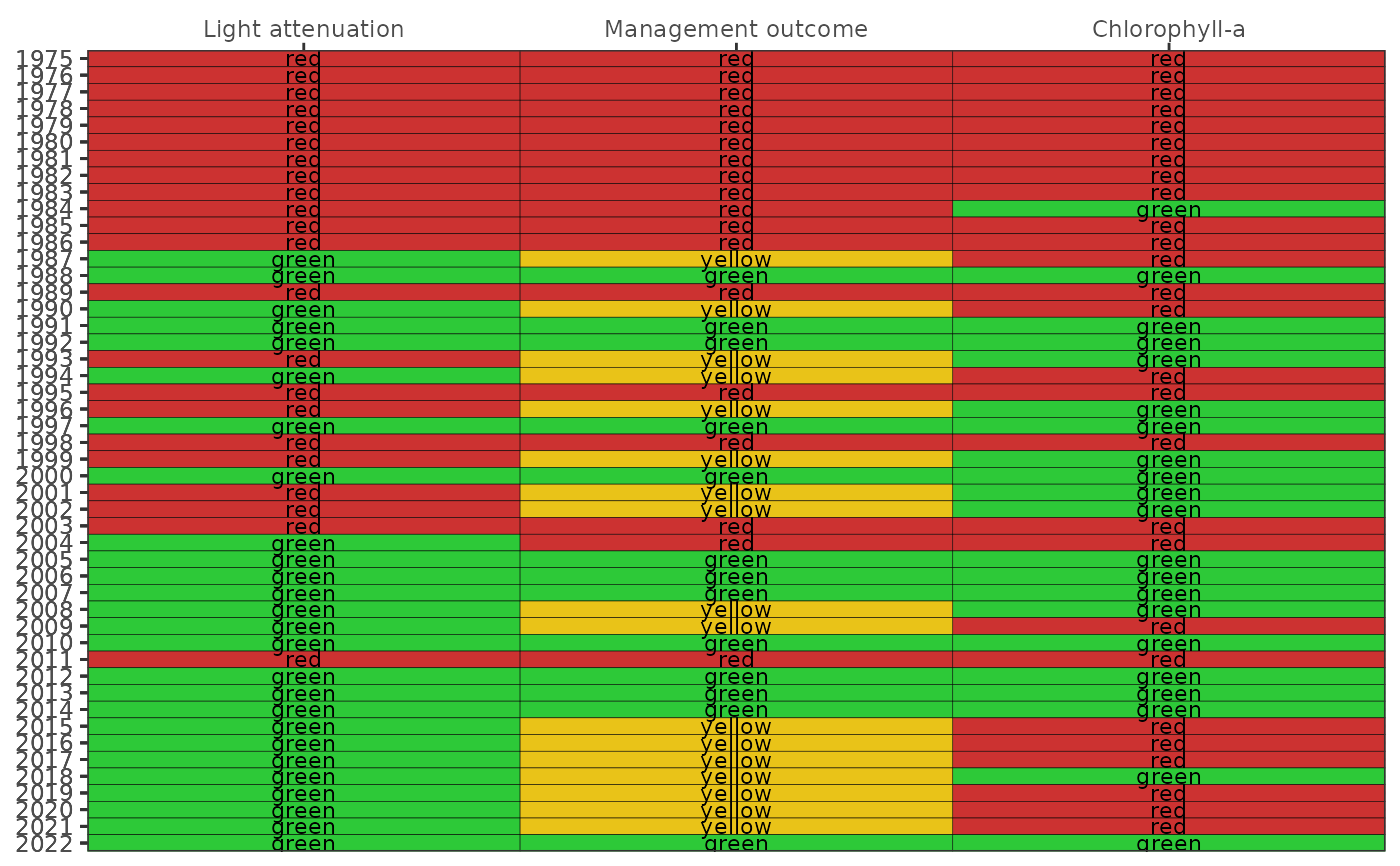 Light attenuation Management outcome Chlorophyll-a
1975 red red red
1976 red red red
1977 red red red
1978 red red red
1979 red red red
1980 red red red
1981 red red red
1982 red red red
1983 red red red
1984 red red green
1985 red red red
1986 red red red
1987 green yellow red
1988 green green green
1989 red red red
1990 green yellow red
1991 green green green
1992 green green green
1993 red yellow green
1994 green yellow red
1995 red red red
1996 red yellow green
1997 green green green
1998 red red red
1999 red yellow green
2000 green green green
2001 red yellow green
2002 red yellow green
2003 red red red
2004 green red red
2005 green green green
2006 green green green
2007 green green green
2008 green yellow green
2009 green yellow red
2010 green green green
2011 red red red
2012 green green green
2013 green green green
2014 green green green
2015 green yellow red
2016 green yellow red
2017 green yellow red
2018 green yellow green
2019 green yellow red
2020 green yellow red
2021 green yellow red
2022 green green green